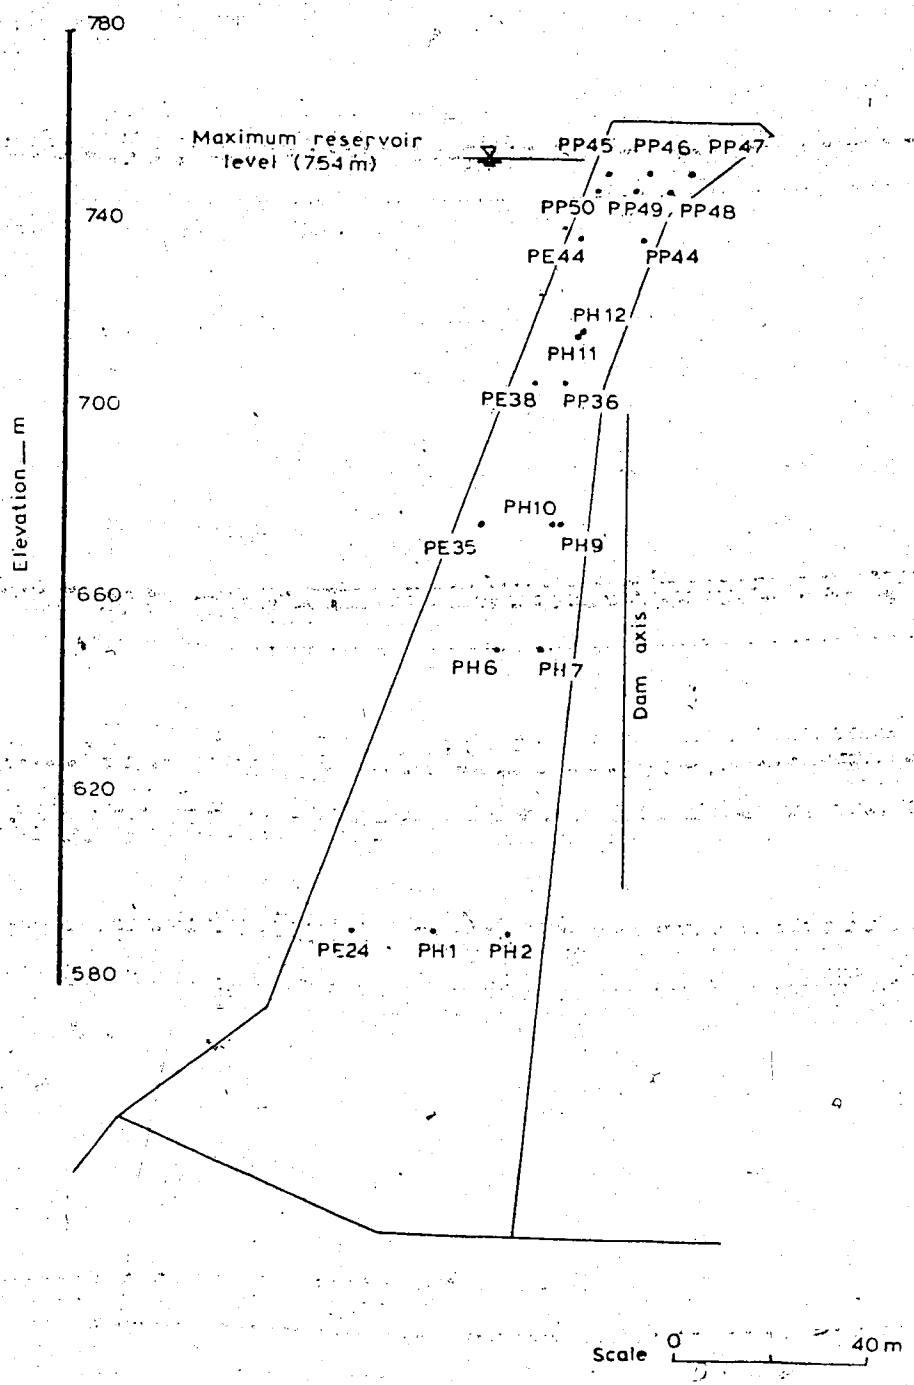 780
Maximum reservoir
level (754 m)
PP45 PP46 PP47
740
PP50 PP49 PP48
PE44 PP44
PH12
PH11
700
PE38 PP36
Elevation__m
PH10
PE35 PH9
660
Dam axis
PH6 PH7
620
PE24 PH1 PH2
580
Scale 0 40 m